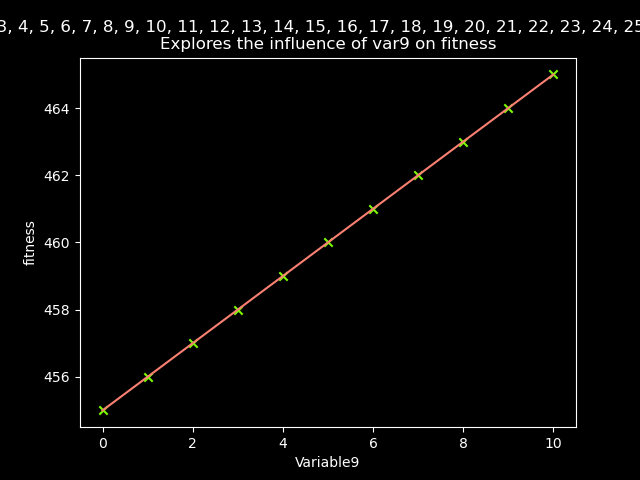 3, 4, 5, 6, 7, 8, 9, 10, 11, 12, 13, 14, 15, 16, 17, 18, 19, 20, 21, 22, 23, 24, 25
Explores the influence of var9 on fitness
464
462
460
458
456
fitness
0 2 4 6 8 10
Variable9